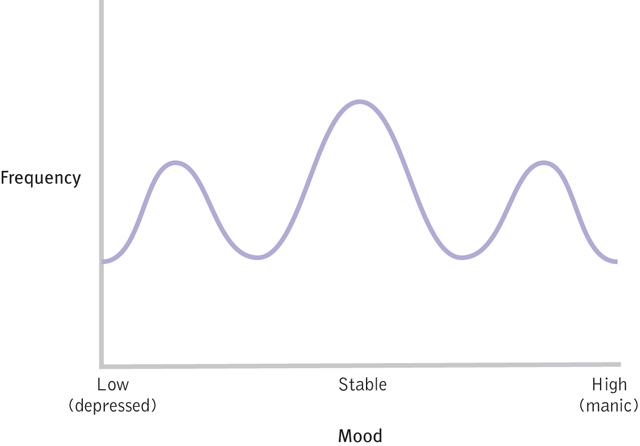 Frequency
Low
(depressed)
Stable
High
(manic)
Mood